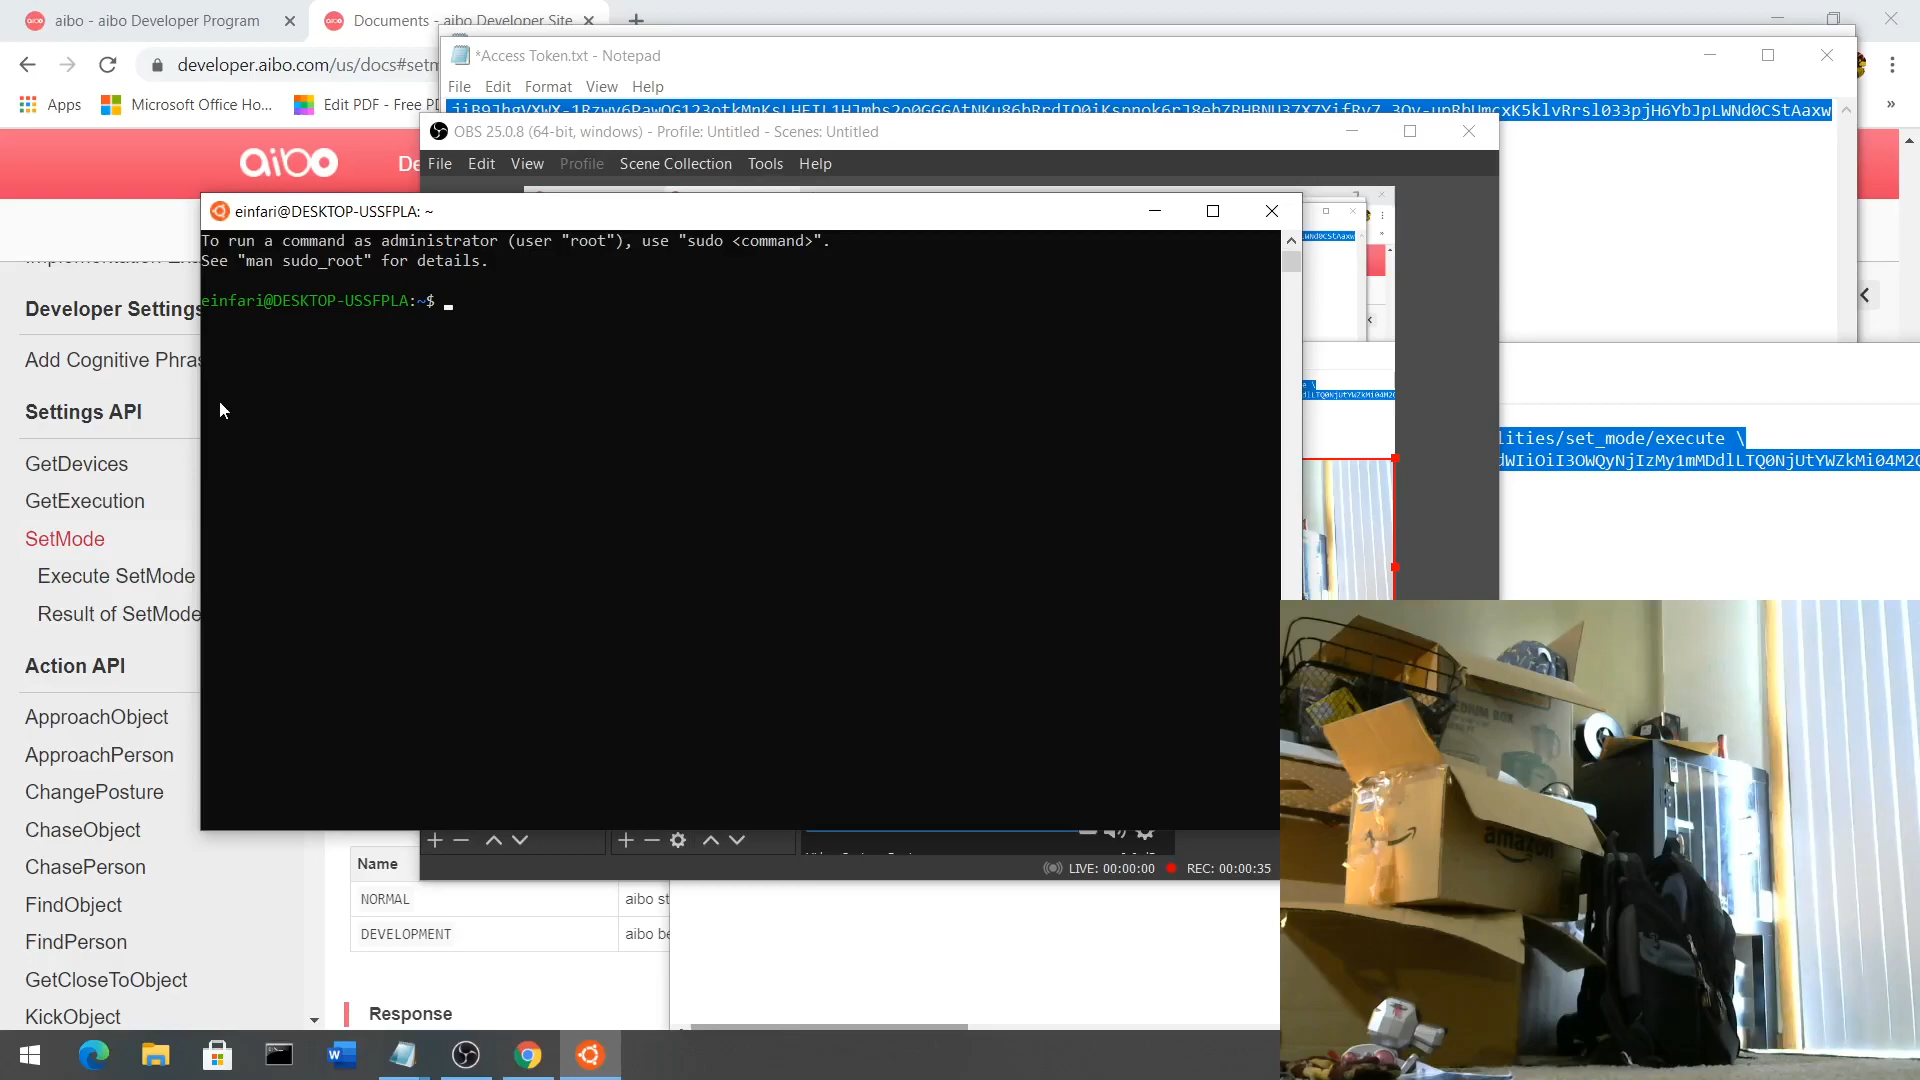 aibo - aibo Developer Program
Documents - aibo Developer Site
developer.aibo.com/us/docs#setm
Apps
Microsoft Office Ho...
Edit PDF - Free P
»
*Access Token.txt - Notepad
File Edit Format View Help
OBS 25.0.8 (64-bit, windows) - Profile: Untitled - Scenes: Untitled
File Edit View Profile Scene Collection Tools Help
aibo
De
einfari@DESKTOP-USSFPLA: ~
To run a command as administrator (user "root"), use "sudo <command>".
See "man sudo_root" for details.
einfari@DESKTOP-USSFPLA:~$
Developer Settings
Add Cognitive Phras
Settings API
GetDevices
GetExecution
SetMode
Execute SetMode
Result of SetMode
Action API
ApproachObject
ApproachPerson
ChangePosture
ChaseObject
ChasePerson
FindObject
FindPerson
GetCloseToObject
KickObject
lities/set_mode/execute \
LIVE: 00:00:00 REC: 00:00:35
Name
NORMAL aibo st
DEVELOPMENT aibo be
Response
MEDIUM BOX
amazon